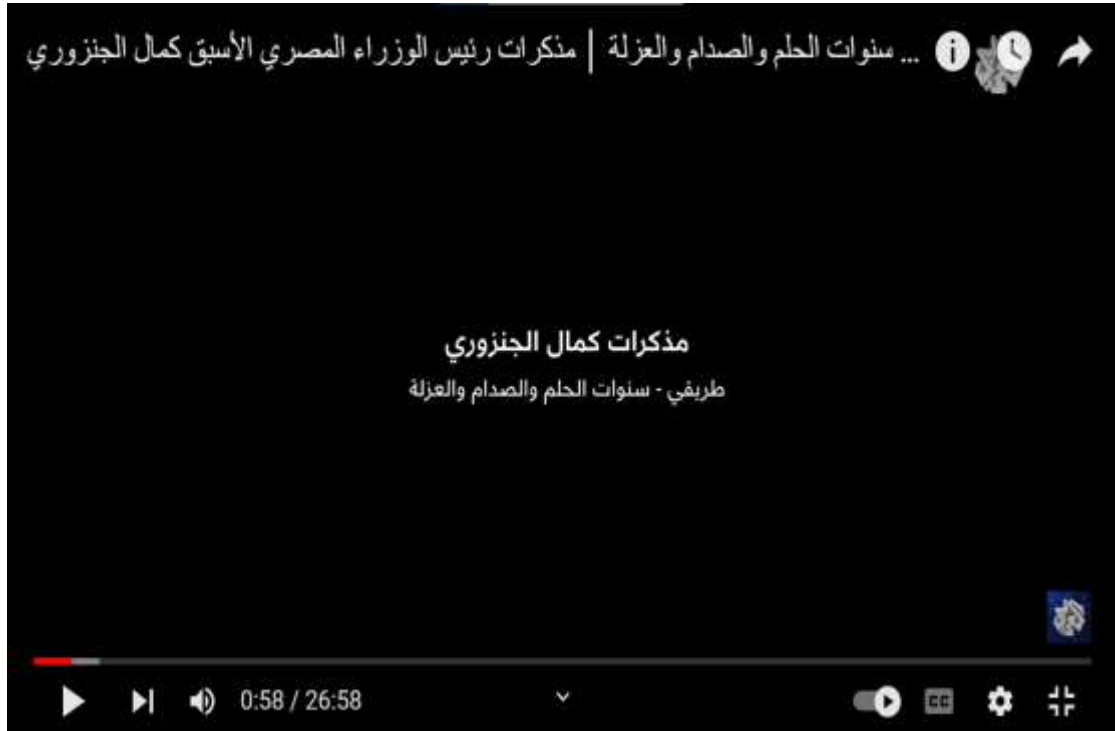 سنوات الحلم والصدام والعزلة | مذكرات رئيس الوزراء المصري الأسبق كمال الجنزوري ...
مذكرات كمال الجنزوري
طريقي - سنوات الحلم والصدام والعزلة
0:58 / 26:58
CC